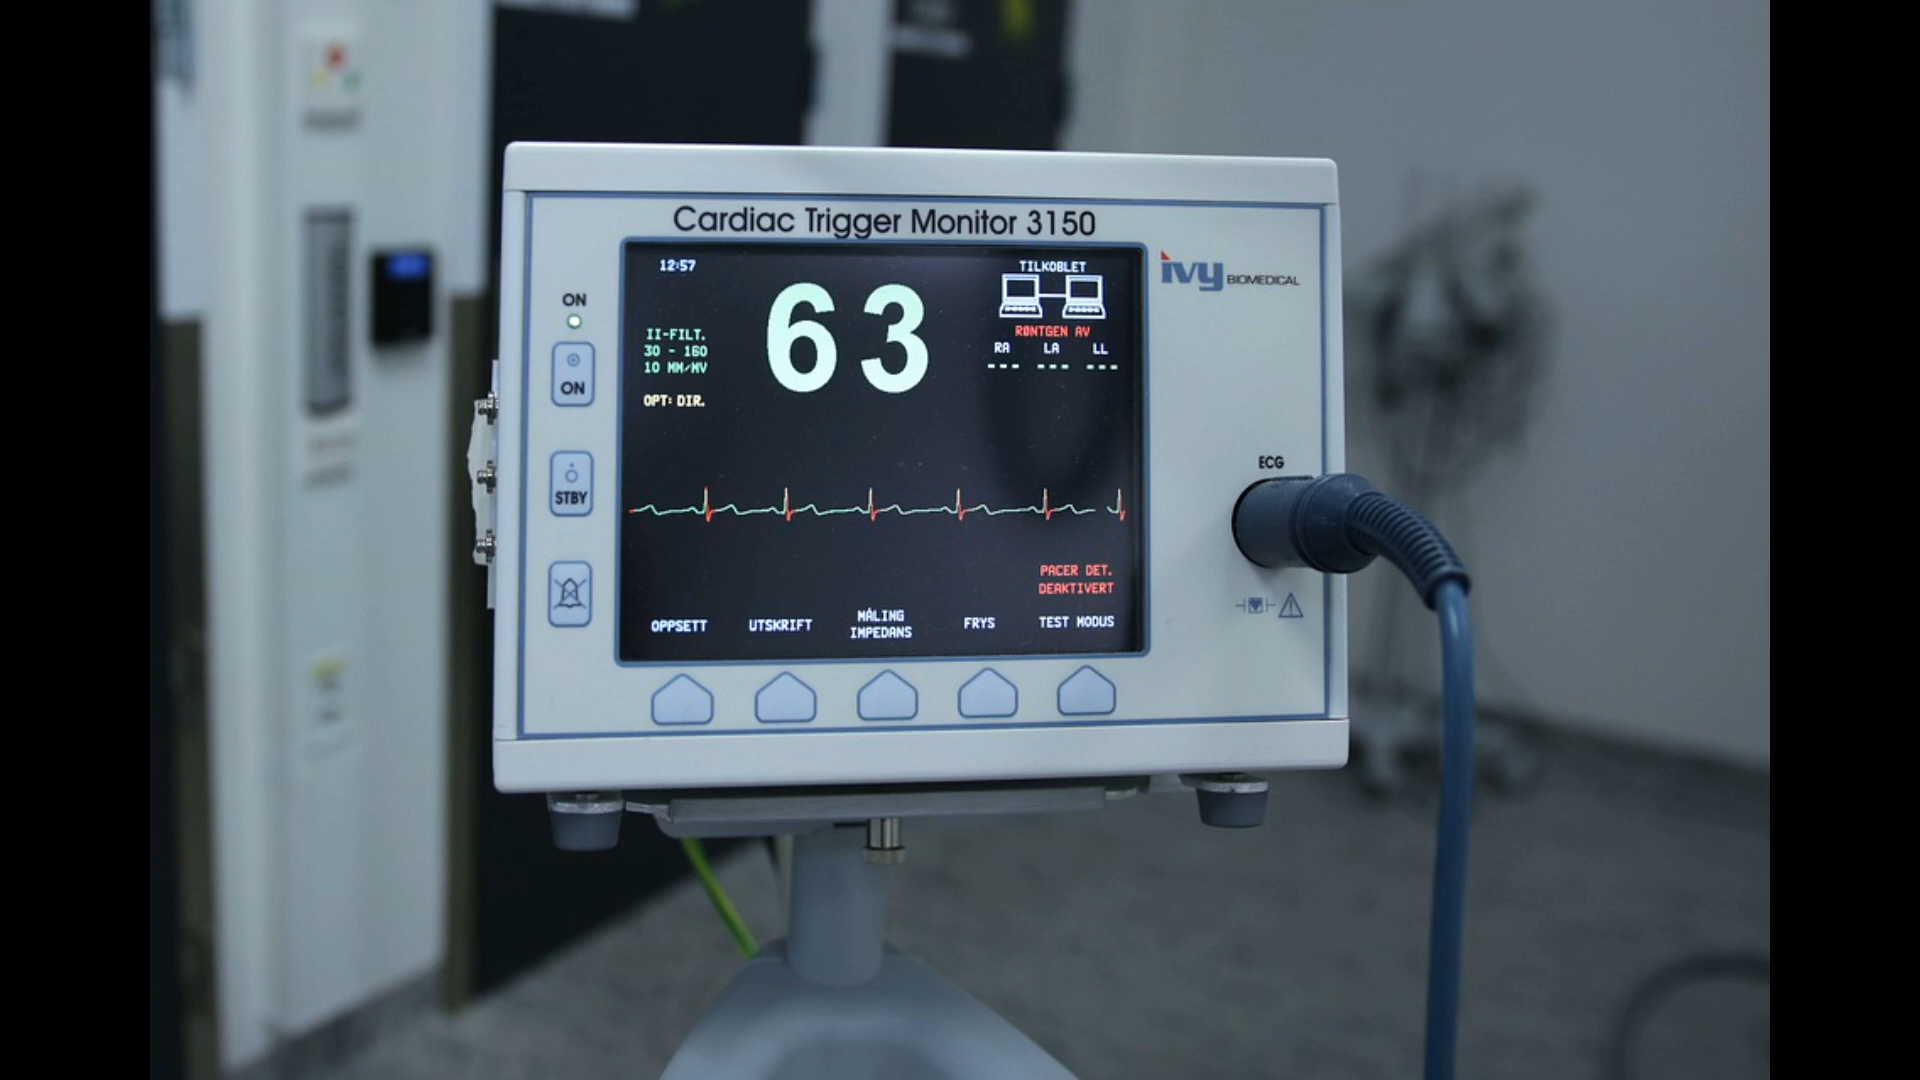 Cardiac Trigger Monitor 3150
ivy BIOMEDICAL
12:57
63
TILKOBLET
RØNTGEN AV
RA LA LL
--- --- ---
II-FILT.
30 - 160
10 MM/MV
OPT: DIR.
ON
ON
STBY
ECG
PACER DET.
DEAKTIVERT
OPPSETT
UTSKRIFT
MÅLING
IMPEDANS
FRYS
TEST MODUS